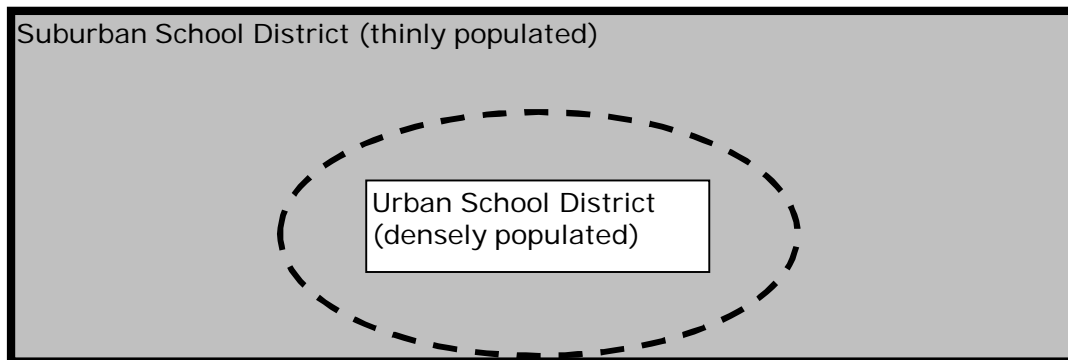 Suburban School District (thinly populated)
Urban School District
(densely populated)